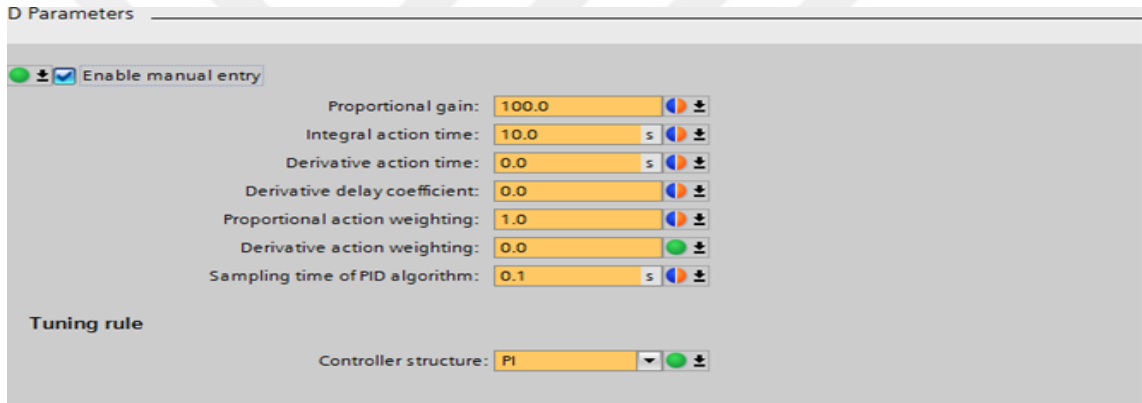 D Parameters
Enable manual entry
Proportional gain: 100.0
Integral action time: 10.0 s
Derivative action time: 0.0 s
Derivative delay coefficient: 0.0
Proportional action weighting: 1.0
Derivative action weighting: 0.0
Sampling time of PID algorithm: 0.1 s
Tuning rule
Controller structure: PI